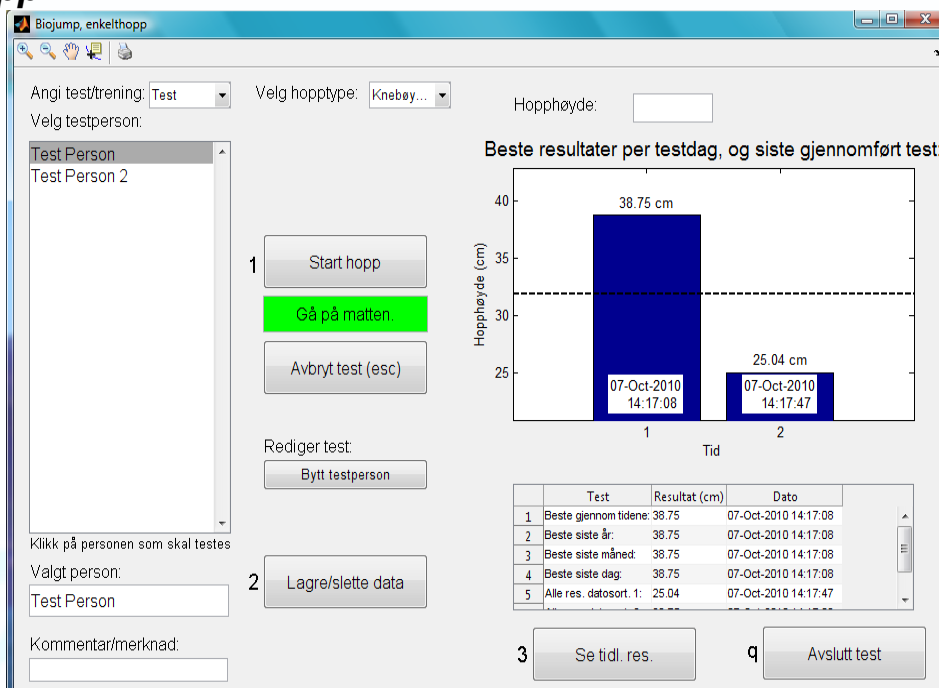 pp
Biojump, enkelthopp
Angi test/trening: Test
Velg hopptype: Knebøy...
Velg testperson:
Test Person
Test Person 2
Klikk på personen som skal testes
Valgt person:
Test Person
Kommentar/merknad:
1 Start hopp
Gå på matten.
Avbryt test (esc)
Rediger test:
Bytt testperson
2 Lagre/slette data
Hopphøyde:
Beste resultater per testdag, og siste gjennomført test:
Hopphøyde (cm)
40
35
30
25
38.75 cm
25.04 cm
07-Oct-2010
14:17:08
07-Oct-2010
14:17:47
1 2
Tid
Test Resultat (cm) Dato
1 Beste gjennom tidene: 38.75 07-Oct-2010 14:17:08
2 Beste siste år: 38.75 07-Oct-2010 14:17:08
3 Beste siste måned: 38.75 07-Oct-2010 14:17:08
4 Beste siste dag: 38.75 07-Oct-2010 14:17:08
5 Alle res. datosort. 1: 25.04 07-Oct-2010 14:17:47
3 Se tidl. res.
q Avslutt test